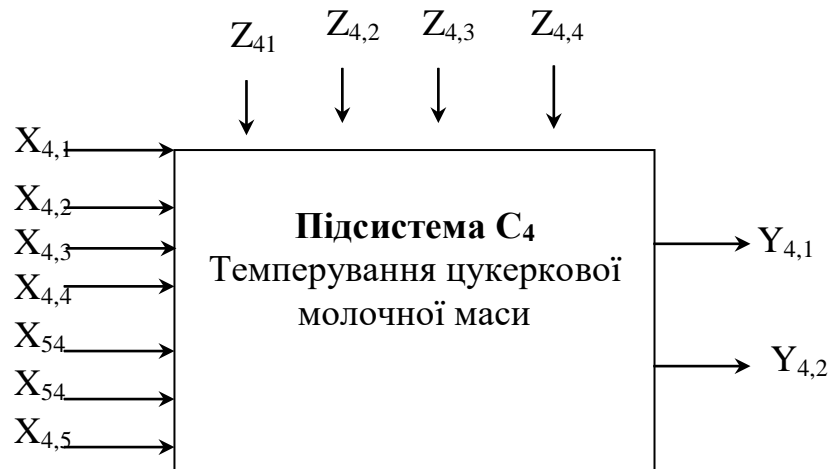 Z41 Z4,2 Z4,3 Z4,4
X4,1
X4,2
X4,3
X4,4
X54
X54
X4,5
Підсистема С4
Темперування цукеркової
молочної маси
Y4,1
Y4,2